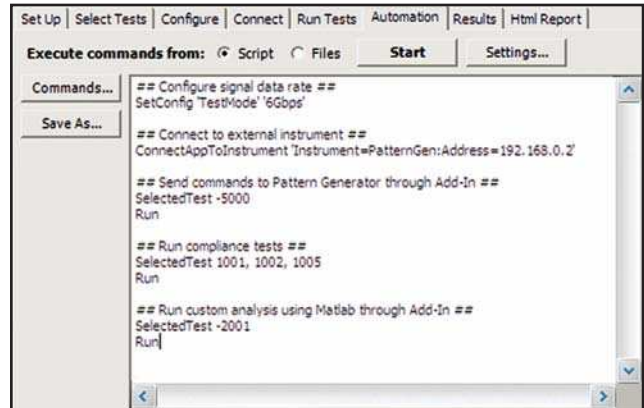 Set Up Select Tests Configure Connect Run Tests Automation Results Html Report
Execute commands from: Script Files Start Settings...
Commands...
Save As...
## Configure signal data rate ##
SetConfig 'TestMode' '6Gbps'
## Connect to external instrument ##
ConnectAppToInstrument 'Instrument=PatternGen:Address=192.168.0.2'
## Send commands to Pattern Generator through Add-In ##
SelectedTest -5000
Run
## Run compliance tests ##
SelectedTest 1001, 1002, 1005
Run
## Run custom analysis using Matlab through Add-In ##
SelectedTest -2001
Run